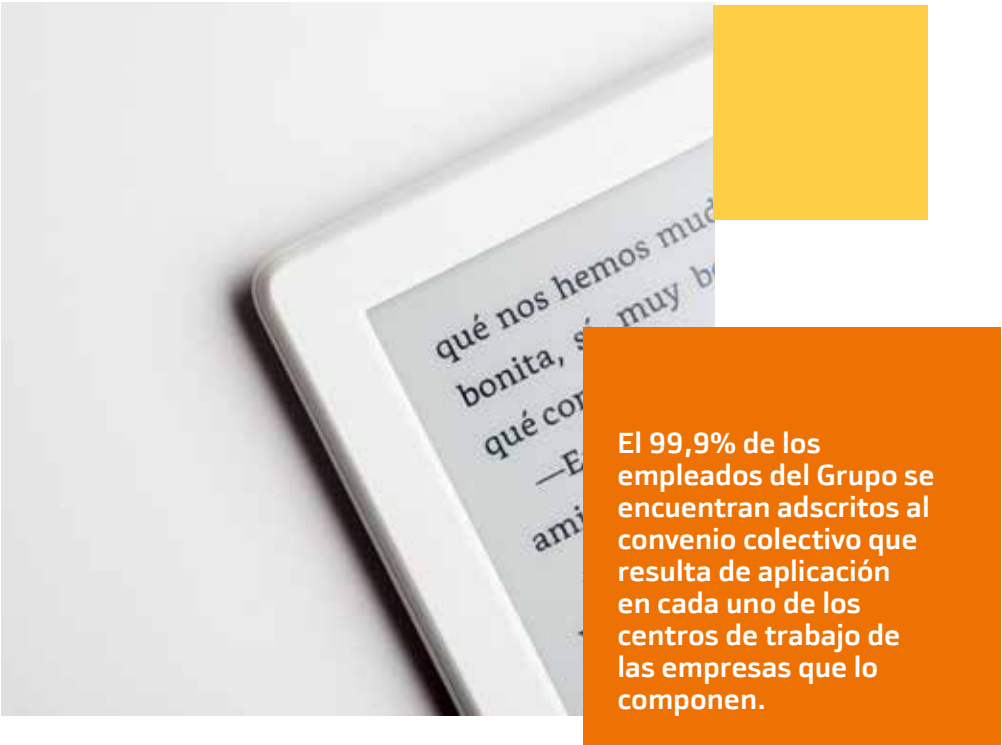 qué nos hemos
muy
bonita,
qué
El 99,9% de los
empleados del Grupo se
encuentran adscritos al
convenio colectivo que
resulta de aplicación
en cada uno de los
centros de trabajo de
las empresas que lo
componen.